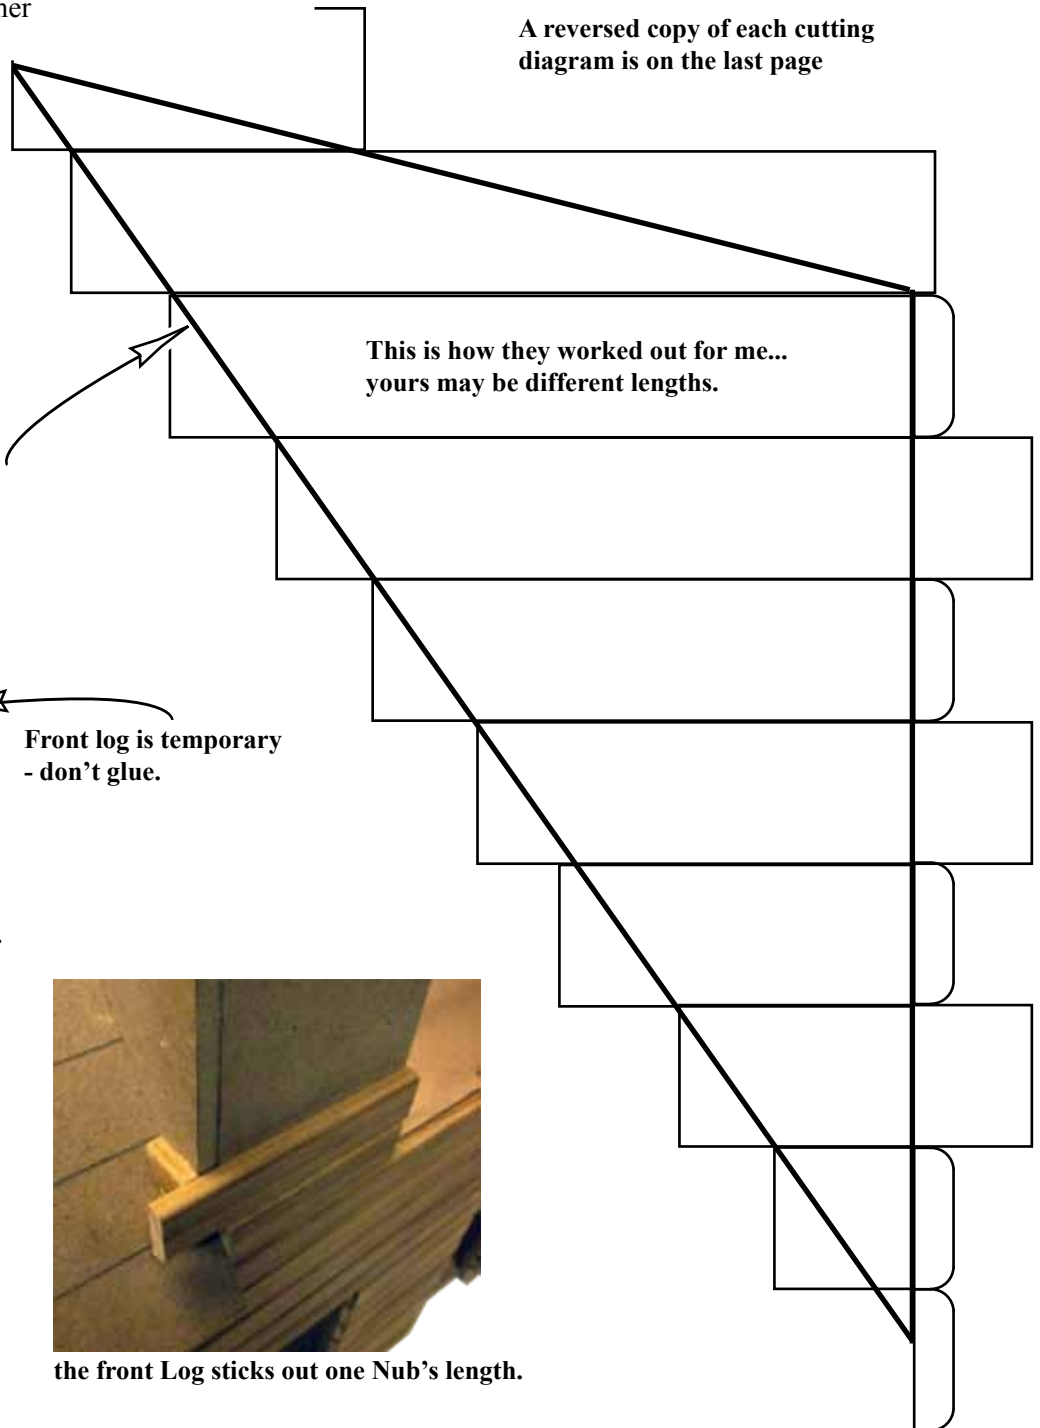 A reversed copy of each cutting
diagram is on the last page
This is how they worked out for me...
yours may be different lengths.
Front log is temporary
- don’t glue.
the front Log sticks out one Nub’s length.